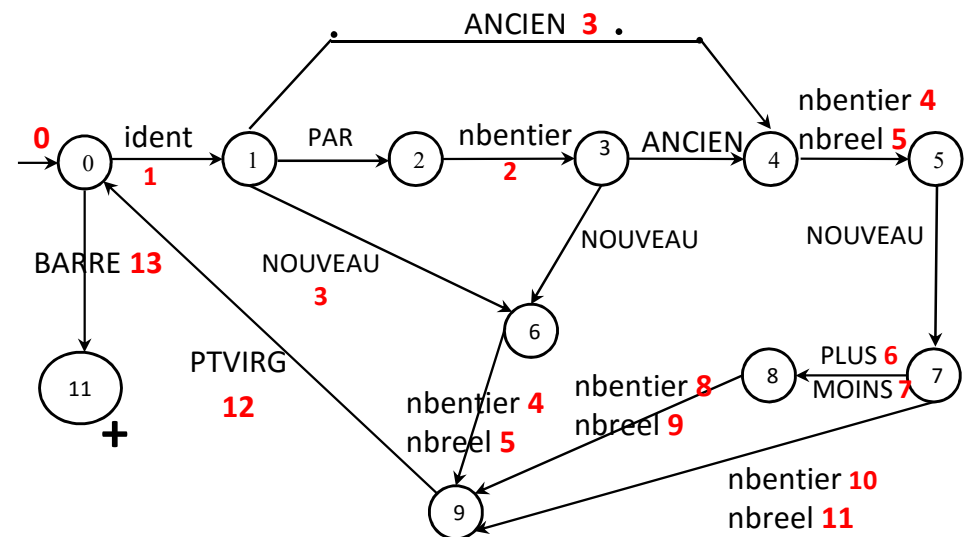 ANCIEN 3
nbentier 4
nbreel 5
0
ident
1
PAR
nbentier
2
ANCIEN
0
1
2
3
4
5
BARRE 13
NOUVEAU
3
NOUVEAU
NOUVEAU
6
PTVIRG
12
PLUS 6
MOINS 7
8
7
11
+
nbentier 4
nbreel 5
nbentier 8
nbreel 9
9
nbentier 10
nbreel 11